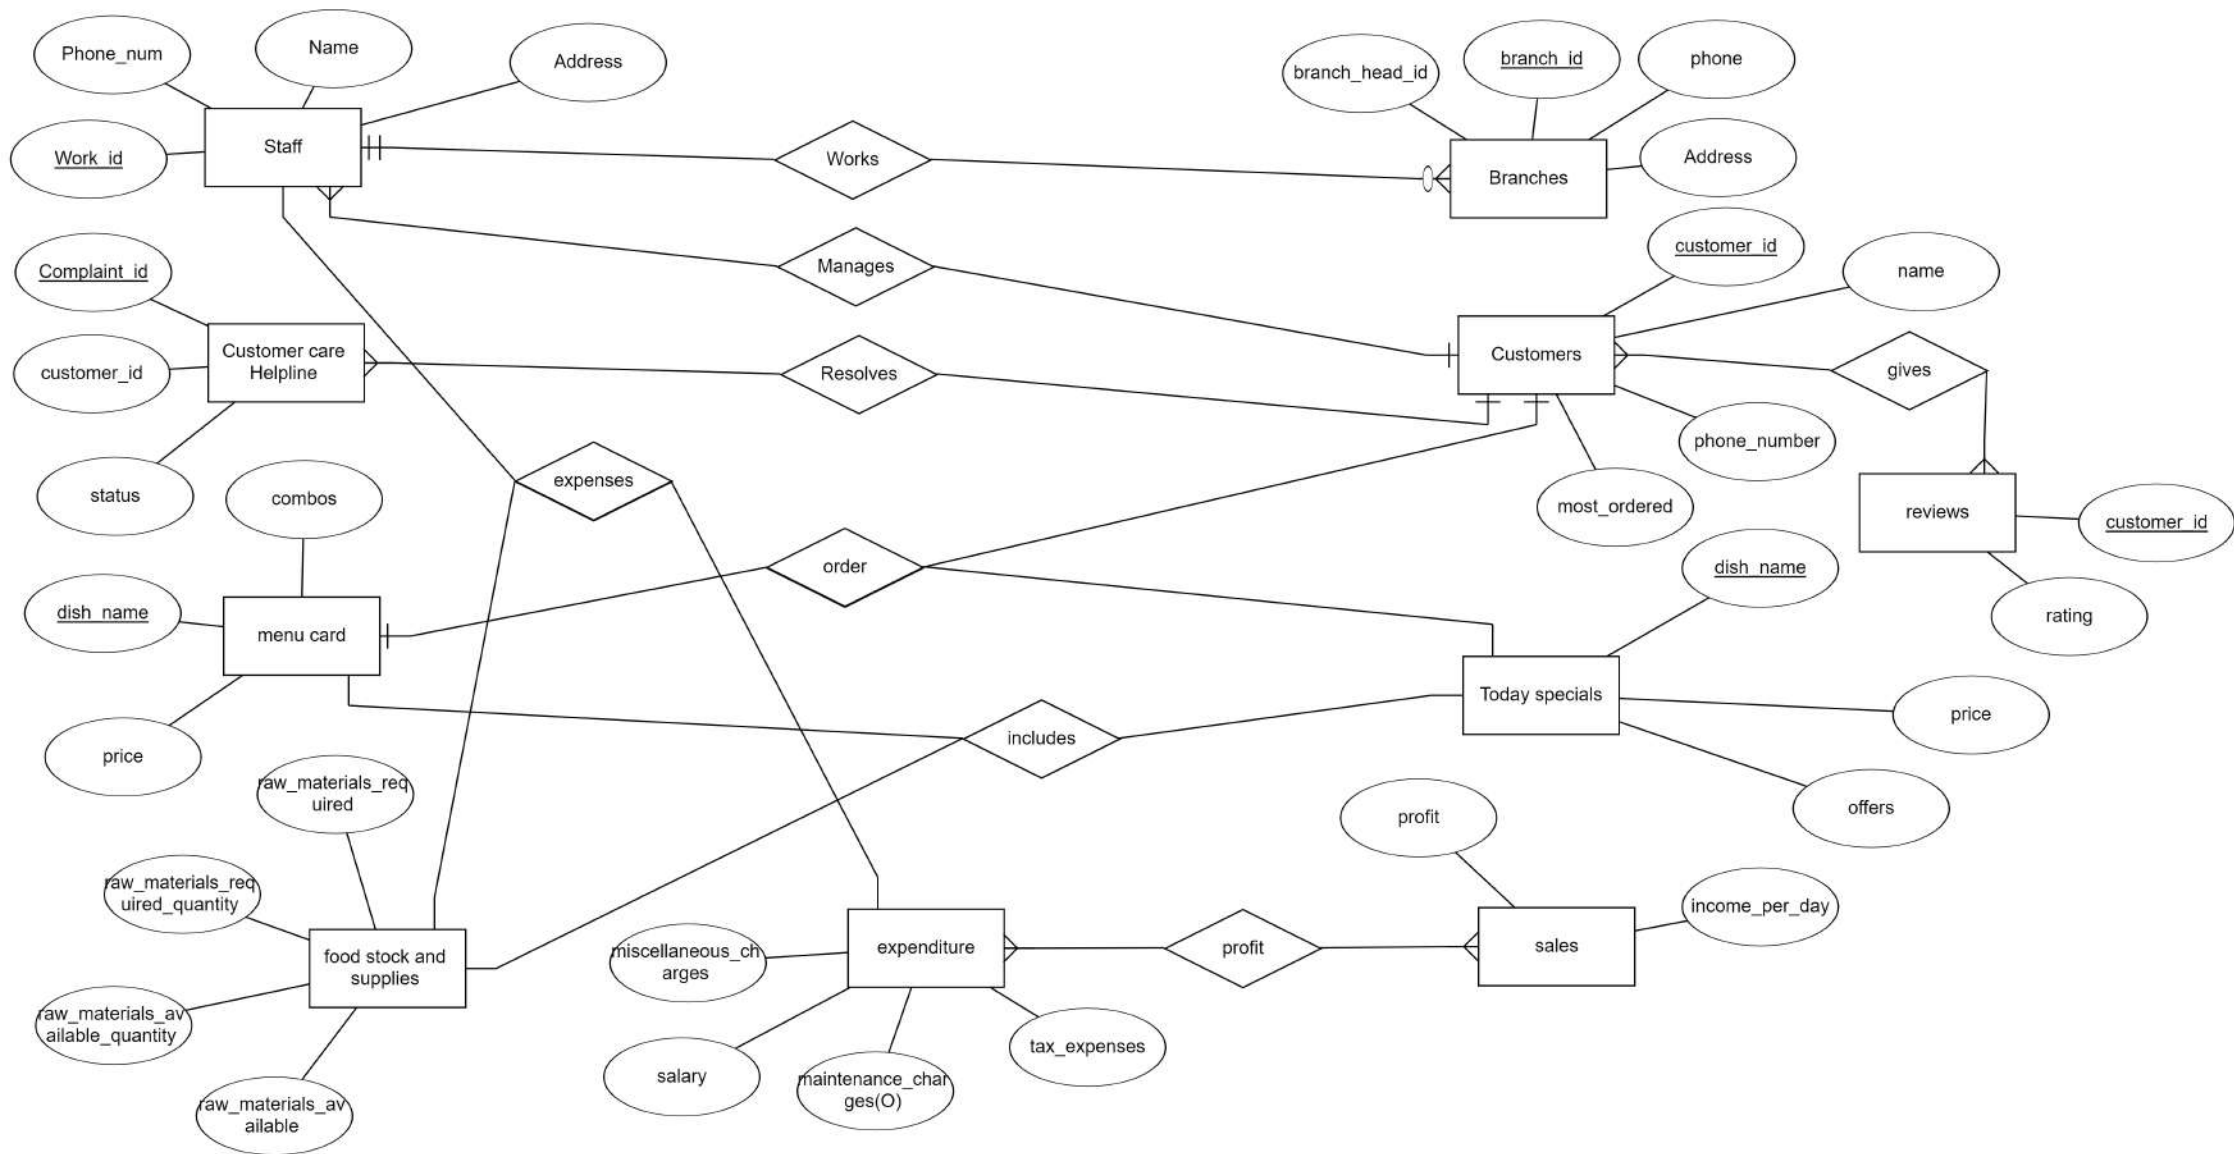 Phone_num
Name
Address
Work_id
Staff
Works
branch_head_id
branch_id
phone
Address
Branches
Manages
customer_id
name
Complaint_id
Customer care
Helpline
customer_id
status
Resolves
Customers
gives
phone_number
most_ordered
reviews
customer_id
rating
expenses
combos
dish_name
menu card
price
order
dish_name
Today specials
price
offers
includes
raw_materials_req
uired
raw_materials_req
uired_quantity
food stock and
supplies
raw_materials_av
ailable_quantity
raw_materials_av
ailable
miscellaneous_ch
arges
expenditure
salary
maintenance_char
ges(O)
tax_expenses
profit
profit
income_per_day
sales